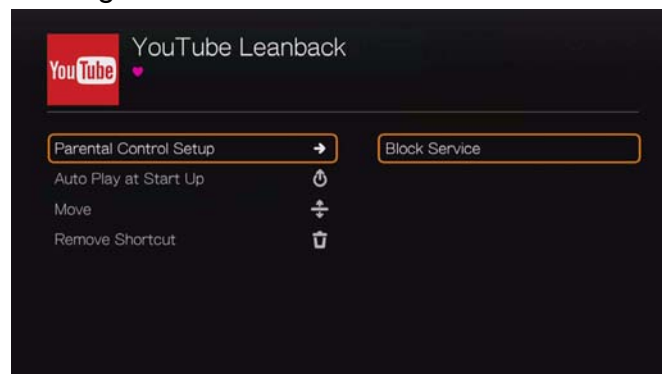 YouTube Leanback
You Tube
Parental Control Setup
Block Service
Auto Play at Start Up
Move
Remove Shortcut